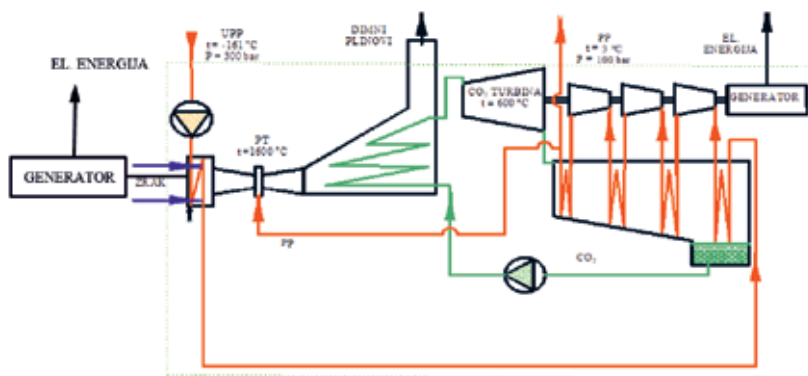 UPP
t = -161 °C
P = 300 bar
DIMNI
PLINOVI
PP
t = 3 °C
P = 100 bar
EL.
ENERGIJA
EL. ENERGIJA
CO₂ TURBINA
t = 600 °C
GENERATOR
PT
t=1600 °C
GENERATOR
ZRAK
PP
CO₂